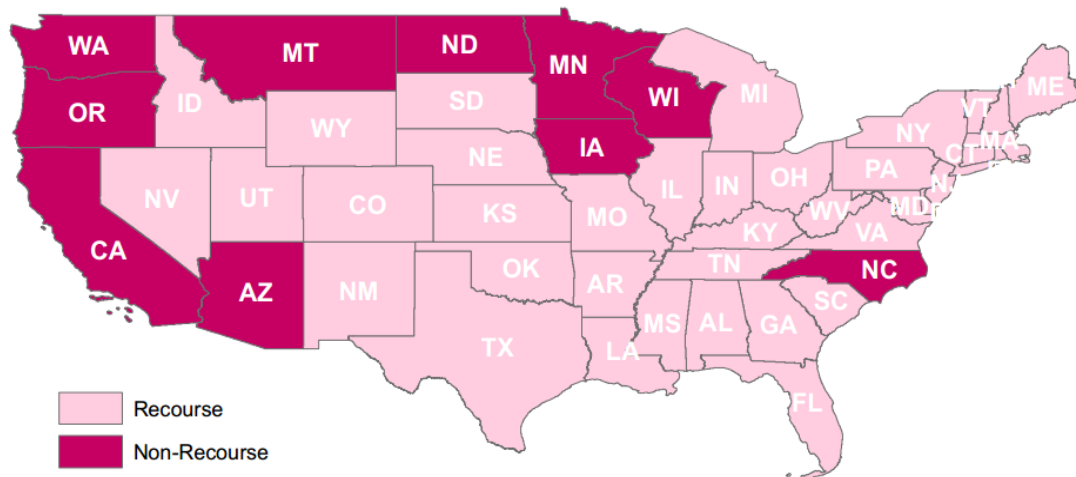 WA
MT
ND
MN
OR
ID
SD
WI
MI
ME
VT
WY
NY
MA
IA
CT
NE
PA
NV
UT
CO
IL
IN
OH
NJ
MD
WV
CA
KS
MO
KY
VA
AZ
NM
OK
TN
NC
AR
SC
MS
AL
GA
TX
LA
FL
Recourse
Non-Recourse